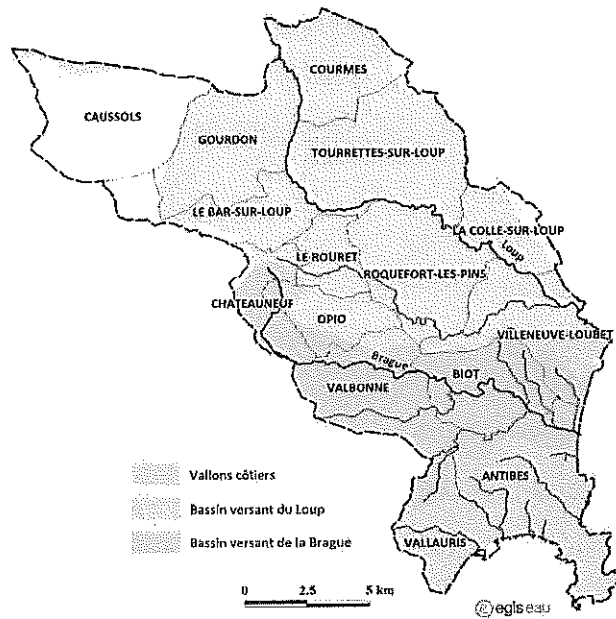 COURMES
CAUSSOLS
GOURDON
TOURRETTES-SUR-LOUP
LE BAR-SUR-LOUP
LA COLLE-SUR-LOUP
Loup
LE ROURET
ROQUEFORT-LES-PINS
CHATEAUNEUF
OPIO
VILLENEUVE-LOUBET
Brague
BIOT
VALBONNE
Vallons côtiers
ANTIBES
Bassin versant du Loup
Bassin versant de la Brague
VALLAURIS
0 2.5 5 km
egis eau